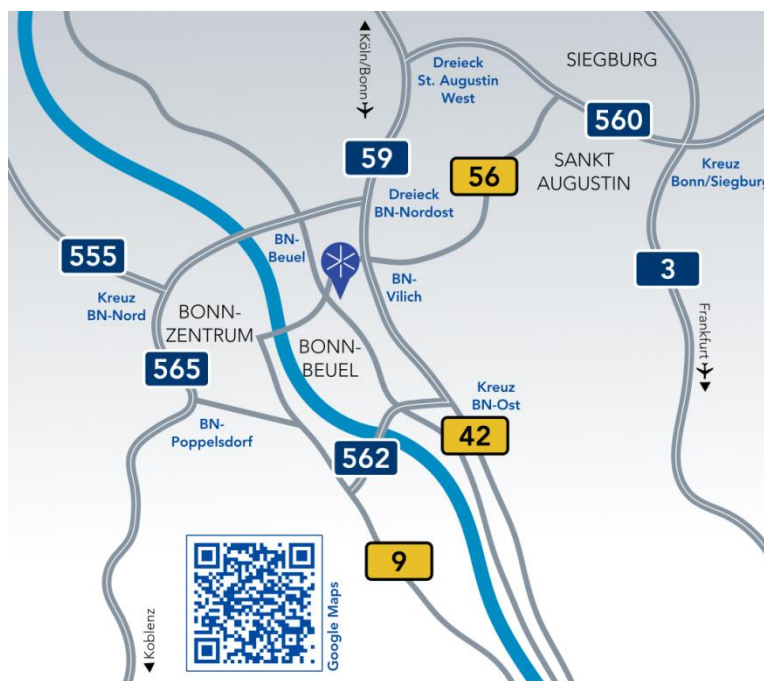 Köln/Bonn
Dreieck
St. Augustin
West
SIEGBURG
560
59
56
SANKT
AUGUSTIN
Kreuz
Bonn/Siegburg
Dreieck
BN-Nordost
BN-
Beuel
555
3
BN-
Vilich
Kreuz
BN-Nord
BONN-
ZENTRUM
Frankfurt
BONN-
BEUEL
565
Kreuz
BN-Ost
BN-
Poppelsdorf
42
562
9
Koblenz
Google Maps